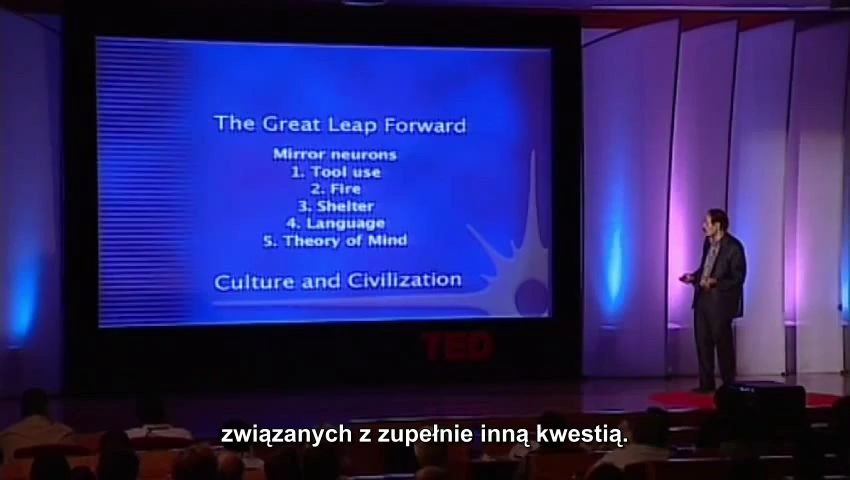 The Great Leap Forward
Mirror neurons
1. Tool use
2. Fire
3. Shelter
4. Language
5. Theory of Mind
Culture and Civilization
TED
związanych z zupełnie inną kwestią.